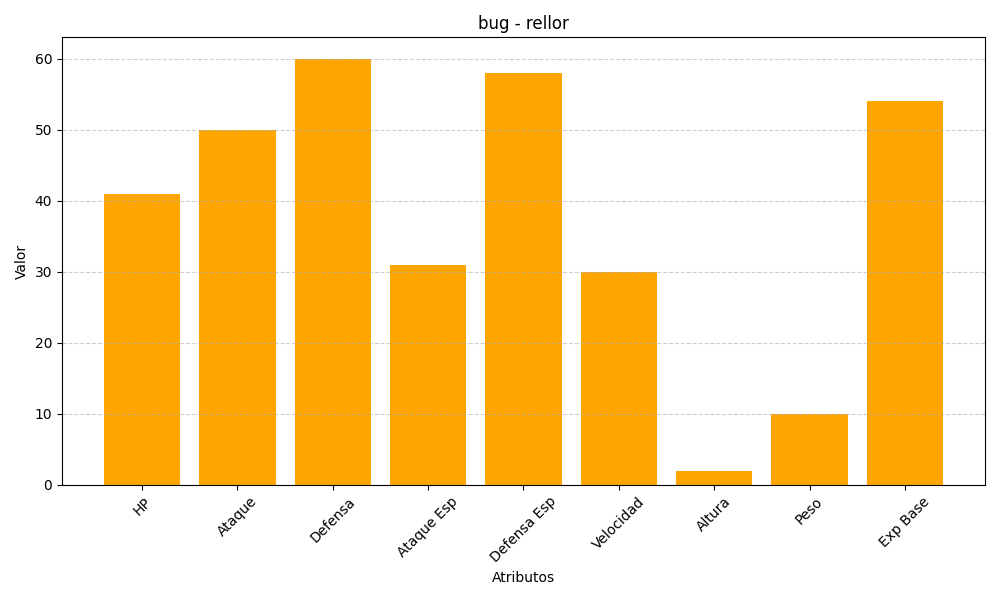 bug - rellor
Valor
60
50
40
30
20
10
0
HP
Ataque
Defensa
Ataque Esp
Defensa Esp
Velocidad
Altura
Peso
Exp Base
Atributos